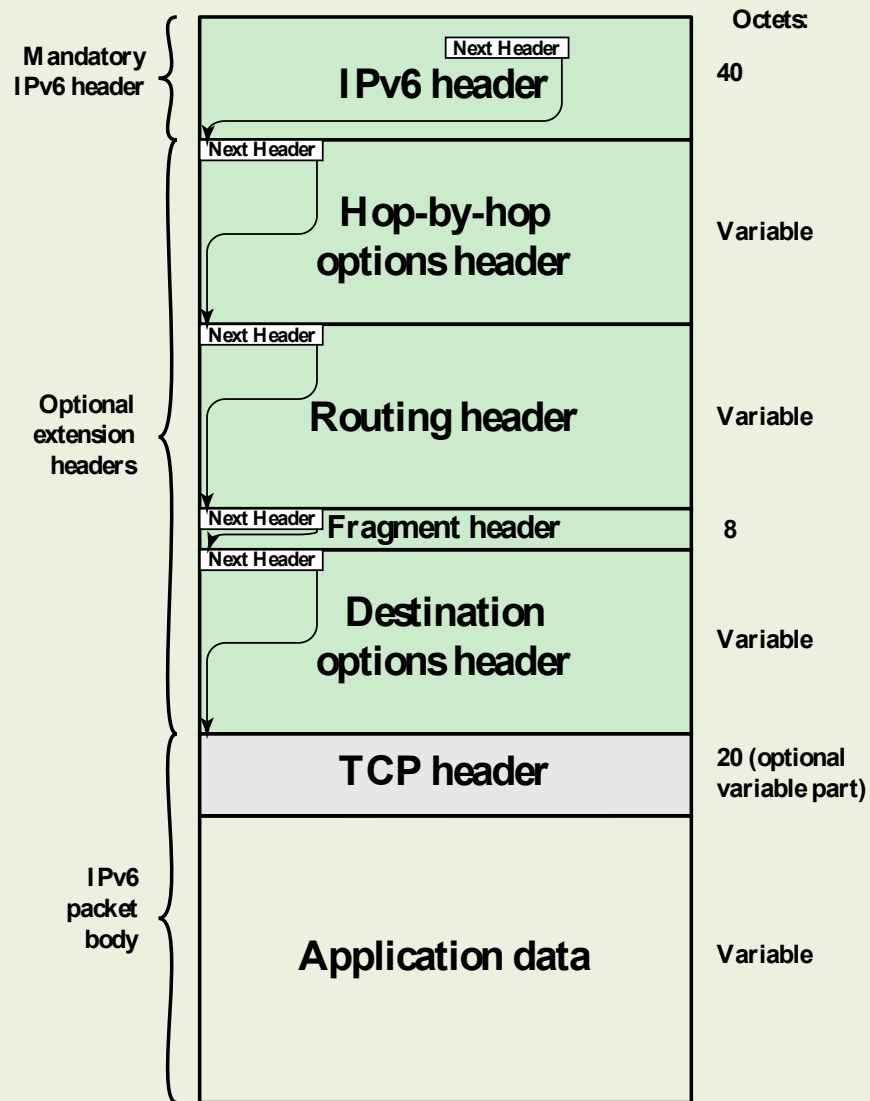 Octets:
Mandatory
IPv6 header
Next Header
IPv6 header
40
Next Header
Hop-by-hop
options header
Variable
Optional
extension
headers
Next Header
Routing header
Variable
Next Header
Fragment header
8
Next Header
Destination
options header
Variable
TCP header
20 (optional
variable part)
IPv6
packet
body
Application data
Variable